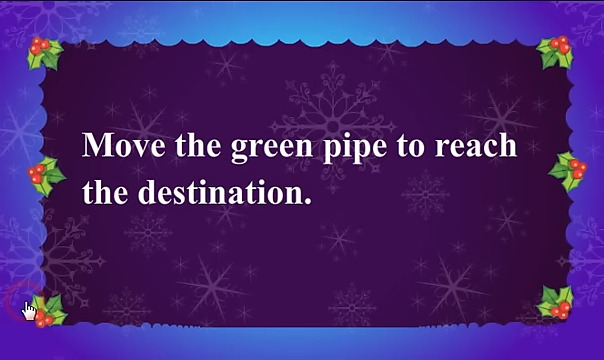 Move the green pipe to reach
the destination.